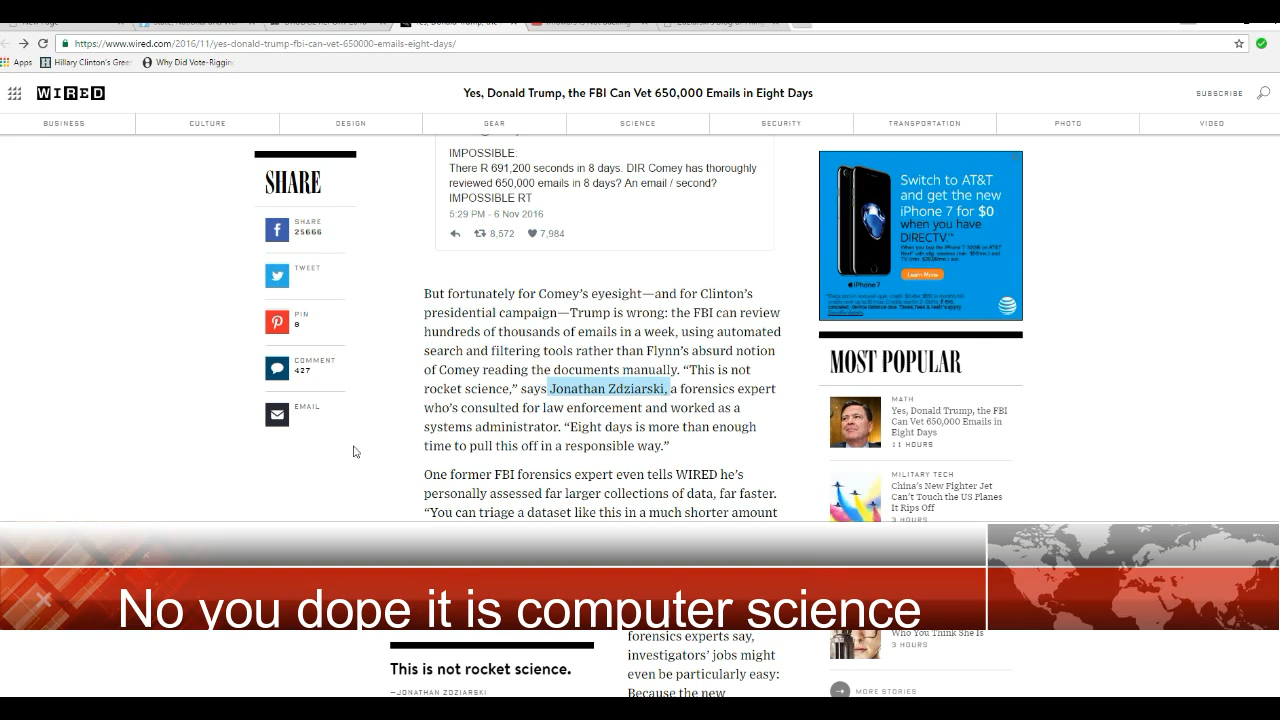 https://www.wired.com/2016/11/yes-donald-trump-fbi-can-vet-650000-emails-eight-days/
Apps
Hillary Clinton's Gree
Why Did Vote-Riggin
WIRED
Yes, Donald Trump, the FBI Can Vet 650,000 Emails in Eight Days
SUBSCRIBE
BUSINESS
CULTURE
DESIGN
GEAR
SCIENCE
SECURITY
TRANSPORTATION
PHOTO
VIDEO
SHARE
SHARE
25666
TWEET
PIN
8
COMMENT
427
EMAIL
IMPOSSIBLE:
There R 691,200 seconds in 8 days. DIR Comey has thoroughly
reviewed 650,000 emails in 8 days? An email / second?
IMPOSSIBLE RT
5:29 PM - 6 Nov 2016
8,572
7,984
But fortunately for Comey's eyesight—and for Clinton's
presidential campaign—Trump is wrong: the FBI can review
hundreds of thousands of emails in a week, using automated
search and filtering tools rather than Flynn's absurd notion
of Comey reading the documents manually. "This is not
rocket science," says Jonathan Zdziarski, a forensics expert
who's consulted for law enforcement and worked as a
systems administrator. "Eight days is more than enough
time to pull this off in a responsible way."
One former FBI forensics expert even tells WIRED he's
personally assessed far larger collections of data, far faster.
"You can triage a dataset like this in a much shorter amount
Switch to AT&T
and get the new
iPhone 7 for $0
when you have
DIRECTV.
Learn More
iPhone 7
MOST POPULAR
MATH
Yes, Donald Trump, the FBI
Can Vet 650,000 Emails in
Eight Days
11 HOURS
MILITARY TECH
China's New Fighter Jet
Can't Touch the US Planes
It Rips Off
3 HOURS
No you dope it is computer science
This is not rocket science.
—JONATHAN ZDZIARSKI
forensics experts say,
investigators' jobs might
even be particularly easy:
Because the new
Who You Think She Is
3 HOURS
MORE STORIES